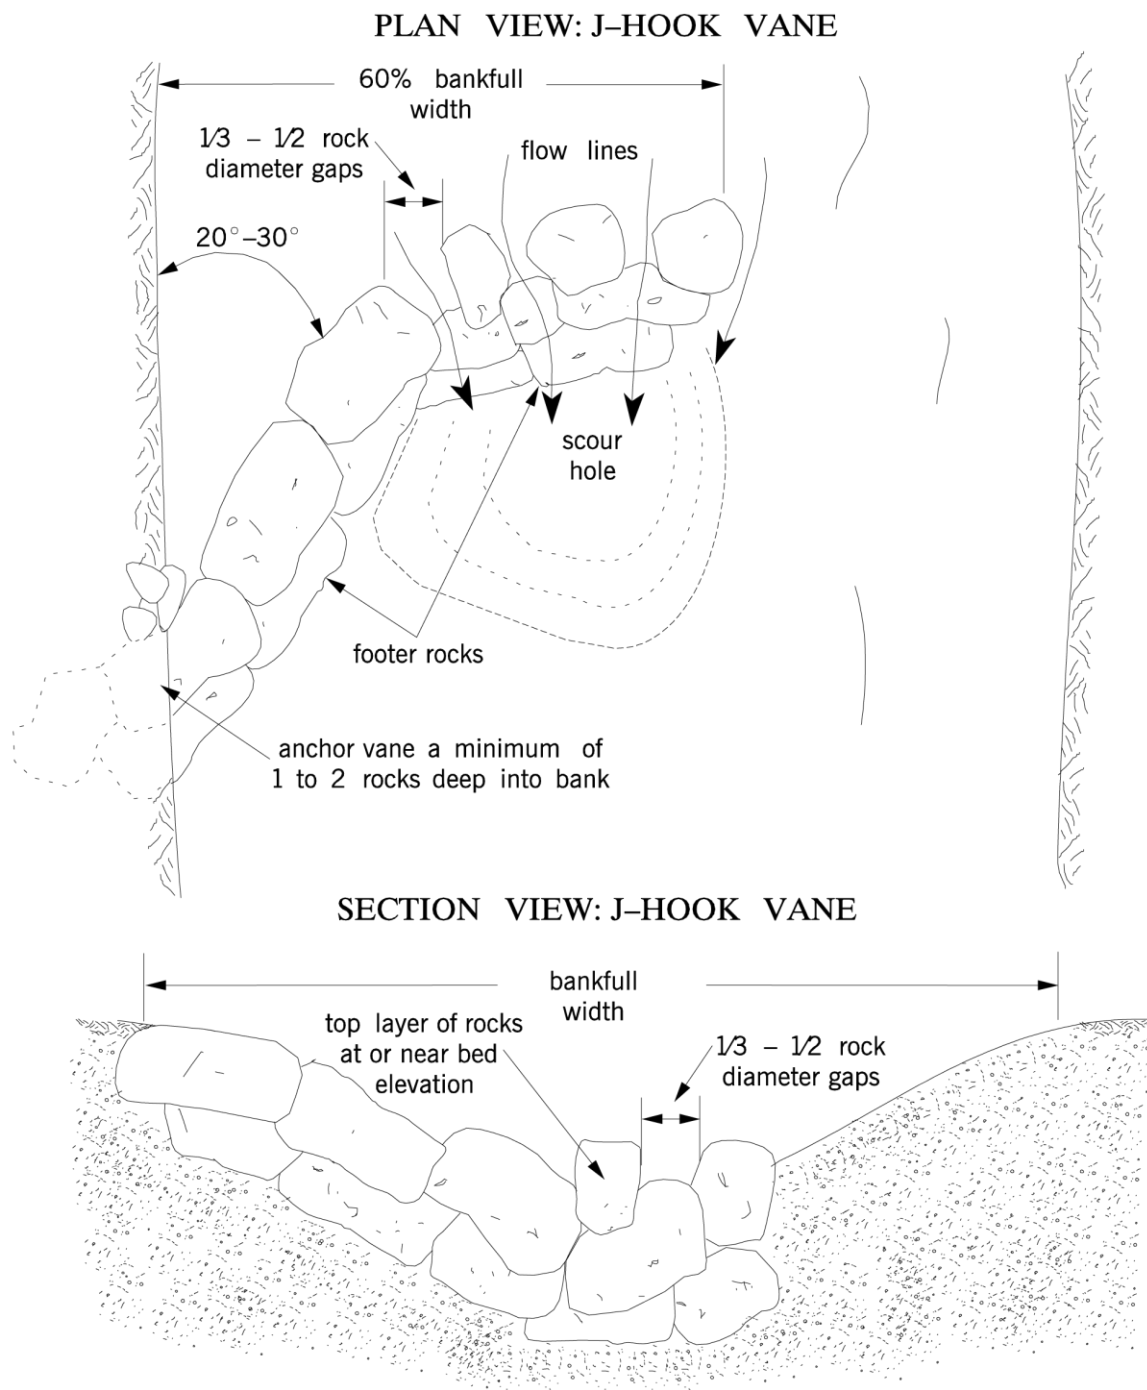 PLAN VIEW: J–HOOK VANE
60% bankfull
width
1⁄3 – 1⁄2 rock
diameter gaps
flow lines
20°–30°
scour
hole
footer rocks
anchor vane a minimum of
1 to 2 rocks deep into bank
SECTION VIEW: J–HOOK VANE
bankfull
width
top layer of rocks
at or near bed
elevation
1⁄3 – 1⁄2 rock
diameter gaps